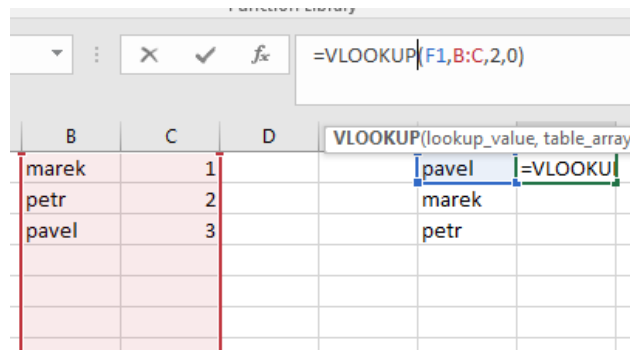 Function Library
fx =VLOOKUP(F1,B:C,2,0)
B C D VLOOKUP(lookup_value, table_array
marek 1 pavel =VLOOKU
petr 2 marek
pavel 3 petr